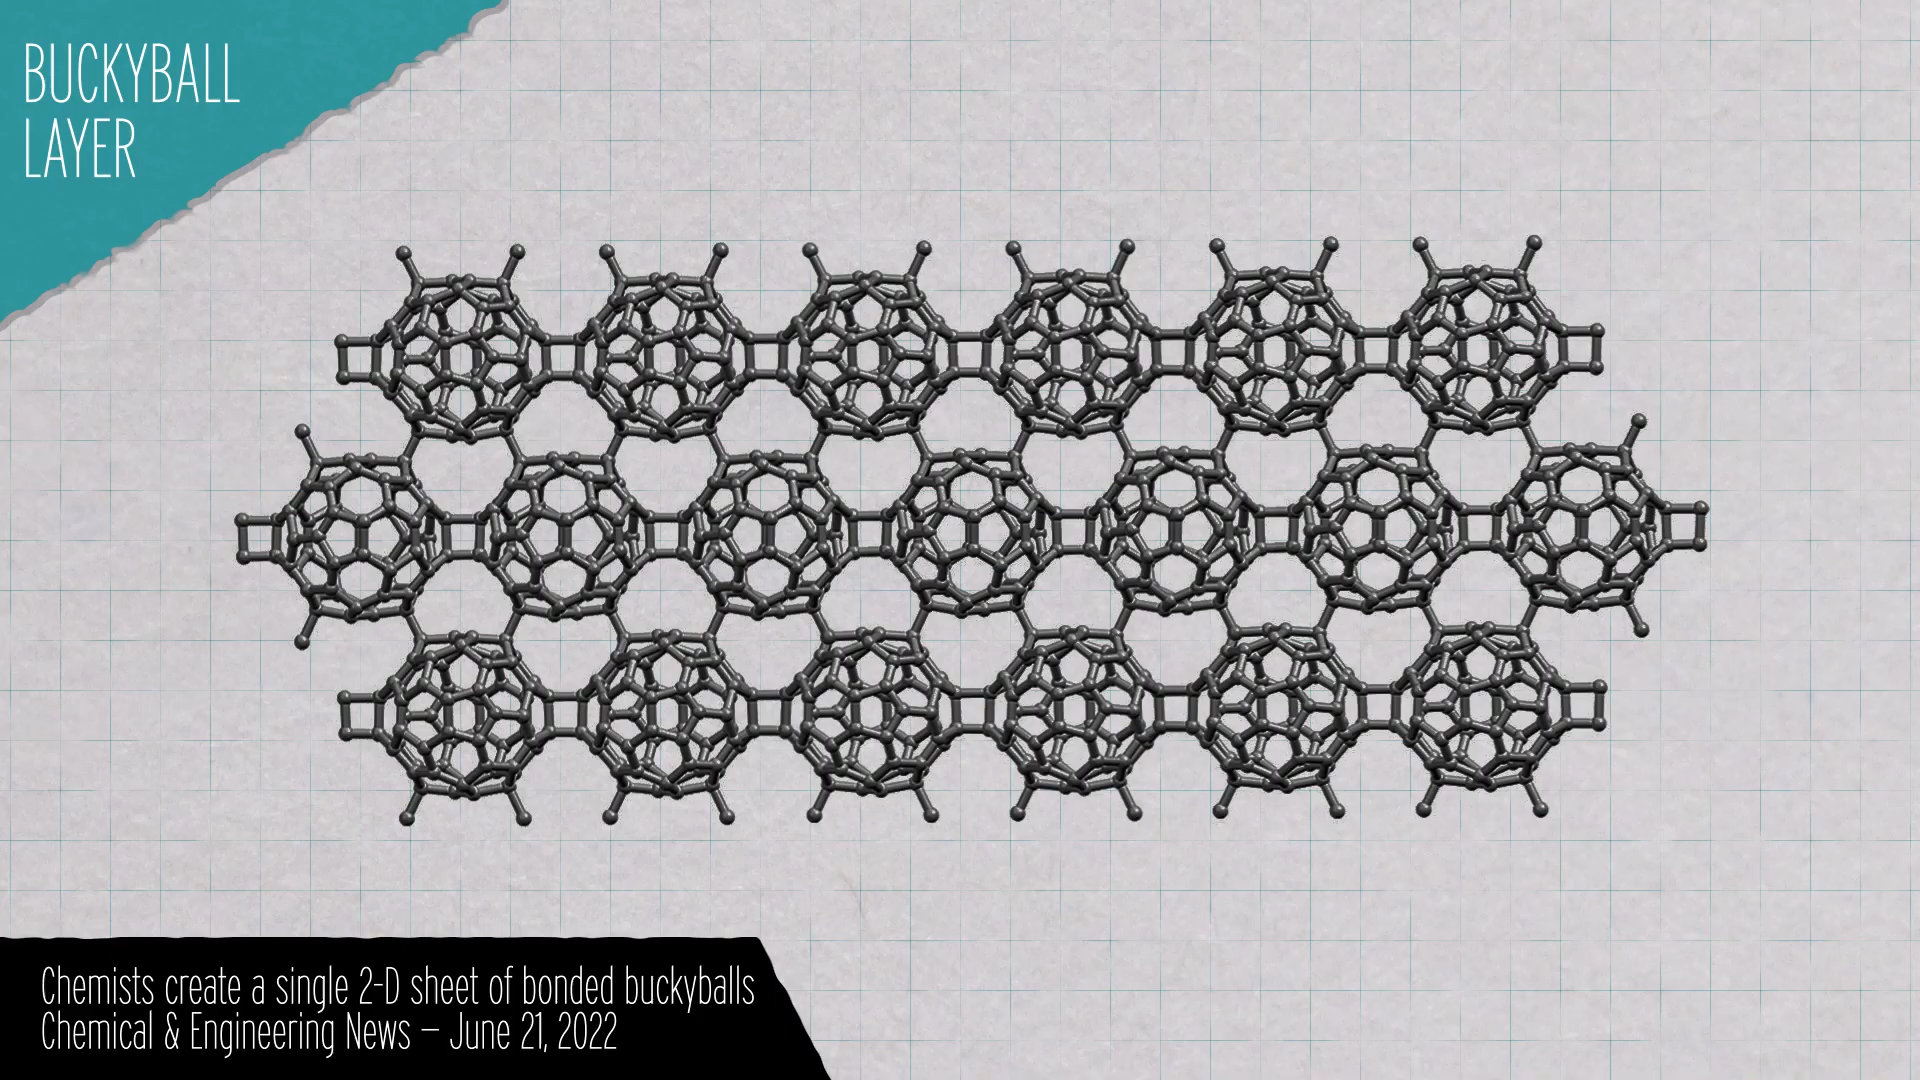 BUCKYBALL
LAYER
Chemists create a single 2-D sheet of bonded buckyballs
Chemical & Engineering News – June 21, 2022